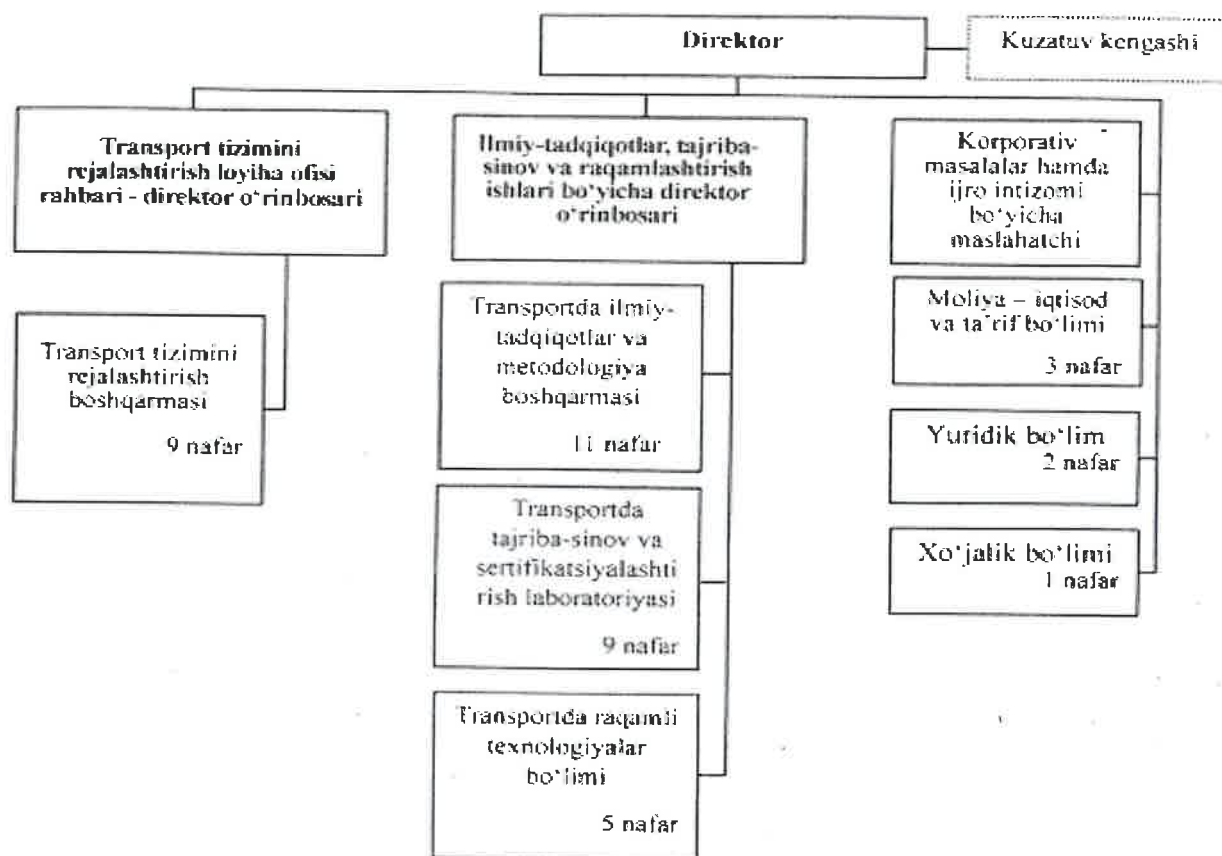 Direktor
Kuzatuv kengashi
Transport tizimini
rejalashtirish loyiha ofisi
rahbari - direktor o‘rinbosari
Ilmiy-tadqiqotlar, tajriba-
sinov va raqamlashtirish
ishlari bo‘yicha direktor
o‘rinbosari
Korporativ
masalalar hamda
ijro intizomi
bo‘yicha
maslahatchi
Transport tizimini
rejalashtirish
boshqarmasi
9 nafar
Transportda ilmiy-
tadqiqotlar va
metodologiya
boshqarmasi
11 nafar
Transportda
tajriba-sinov va
sertifikatsiyalashti
rish laboratoriyasi
9 nafar
Transportda raqamli
texnologiyalar
bo‘limi
5 nafar
Moliya – iqtisod
va ta’rif bo‘limi
3 nafar
Yuridik bo‘lim
2 nafar
Xo‘jalik bo‘limi
1 nafar